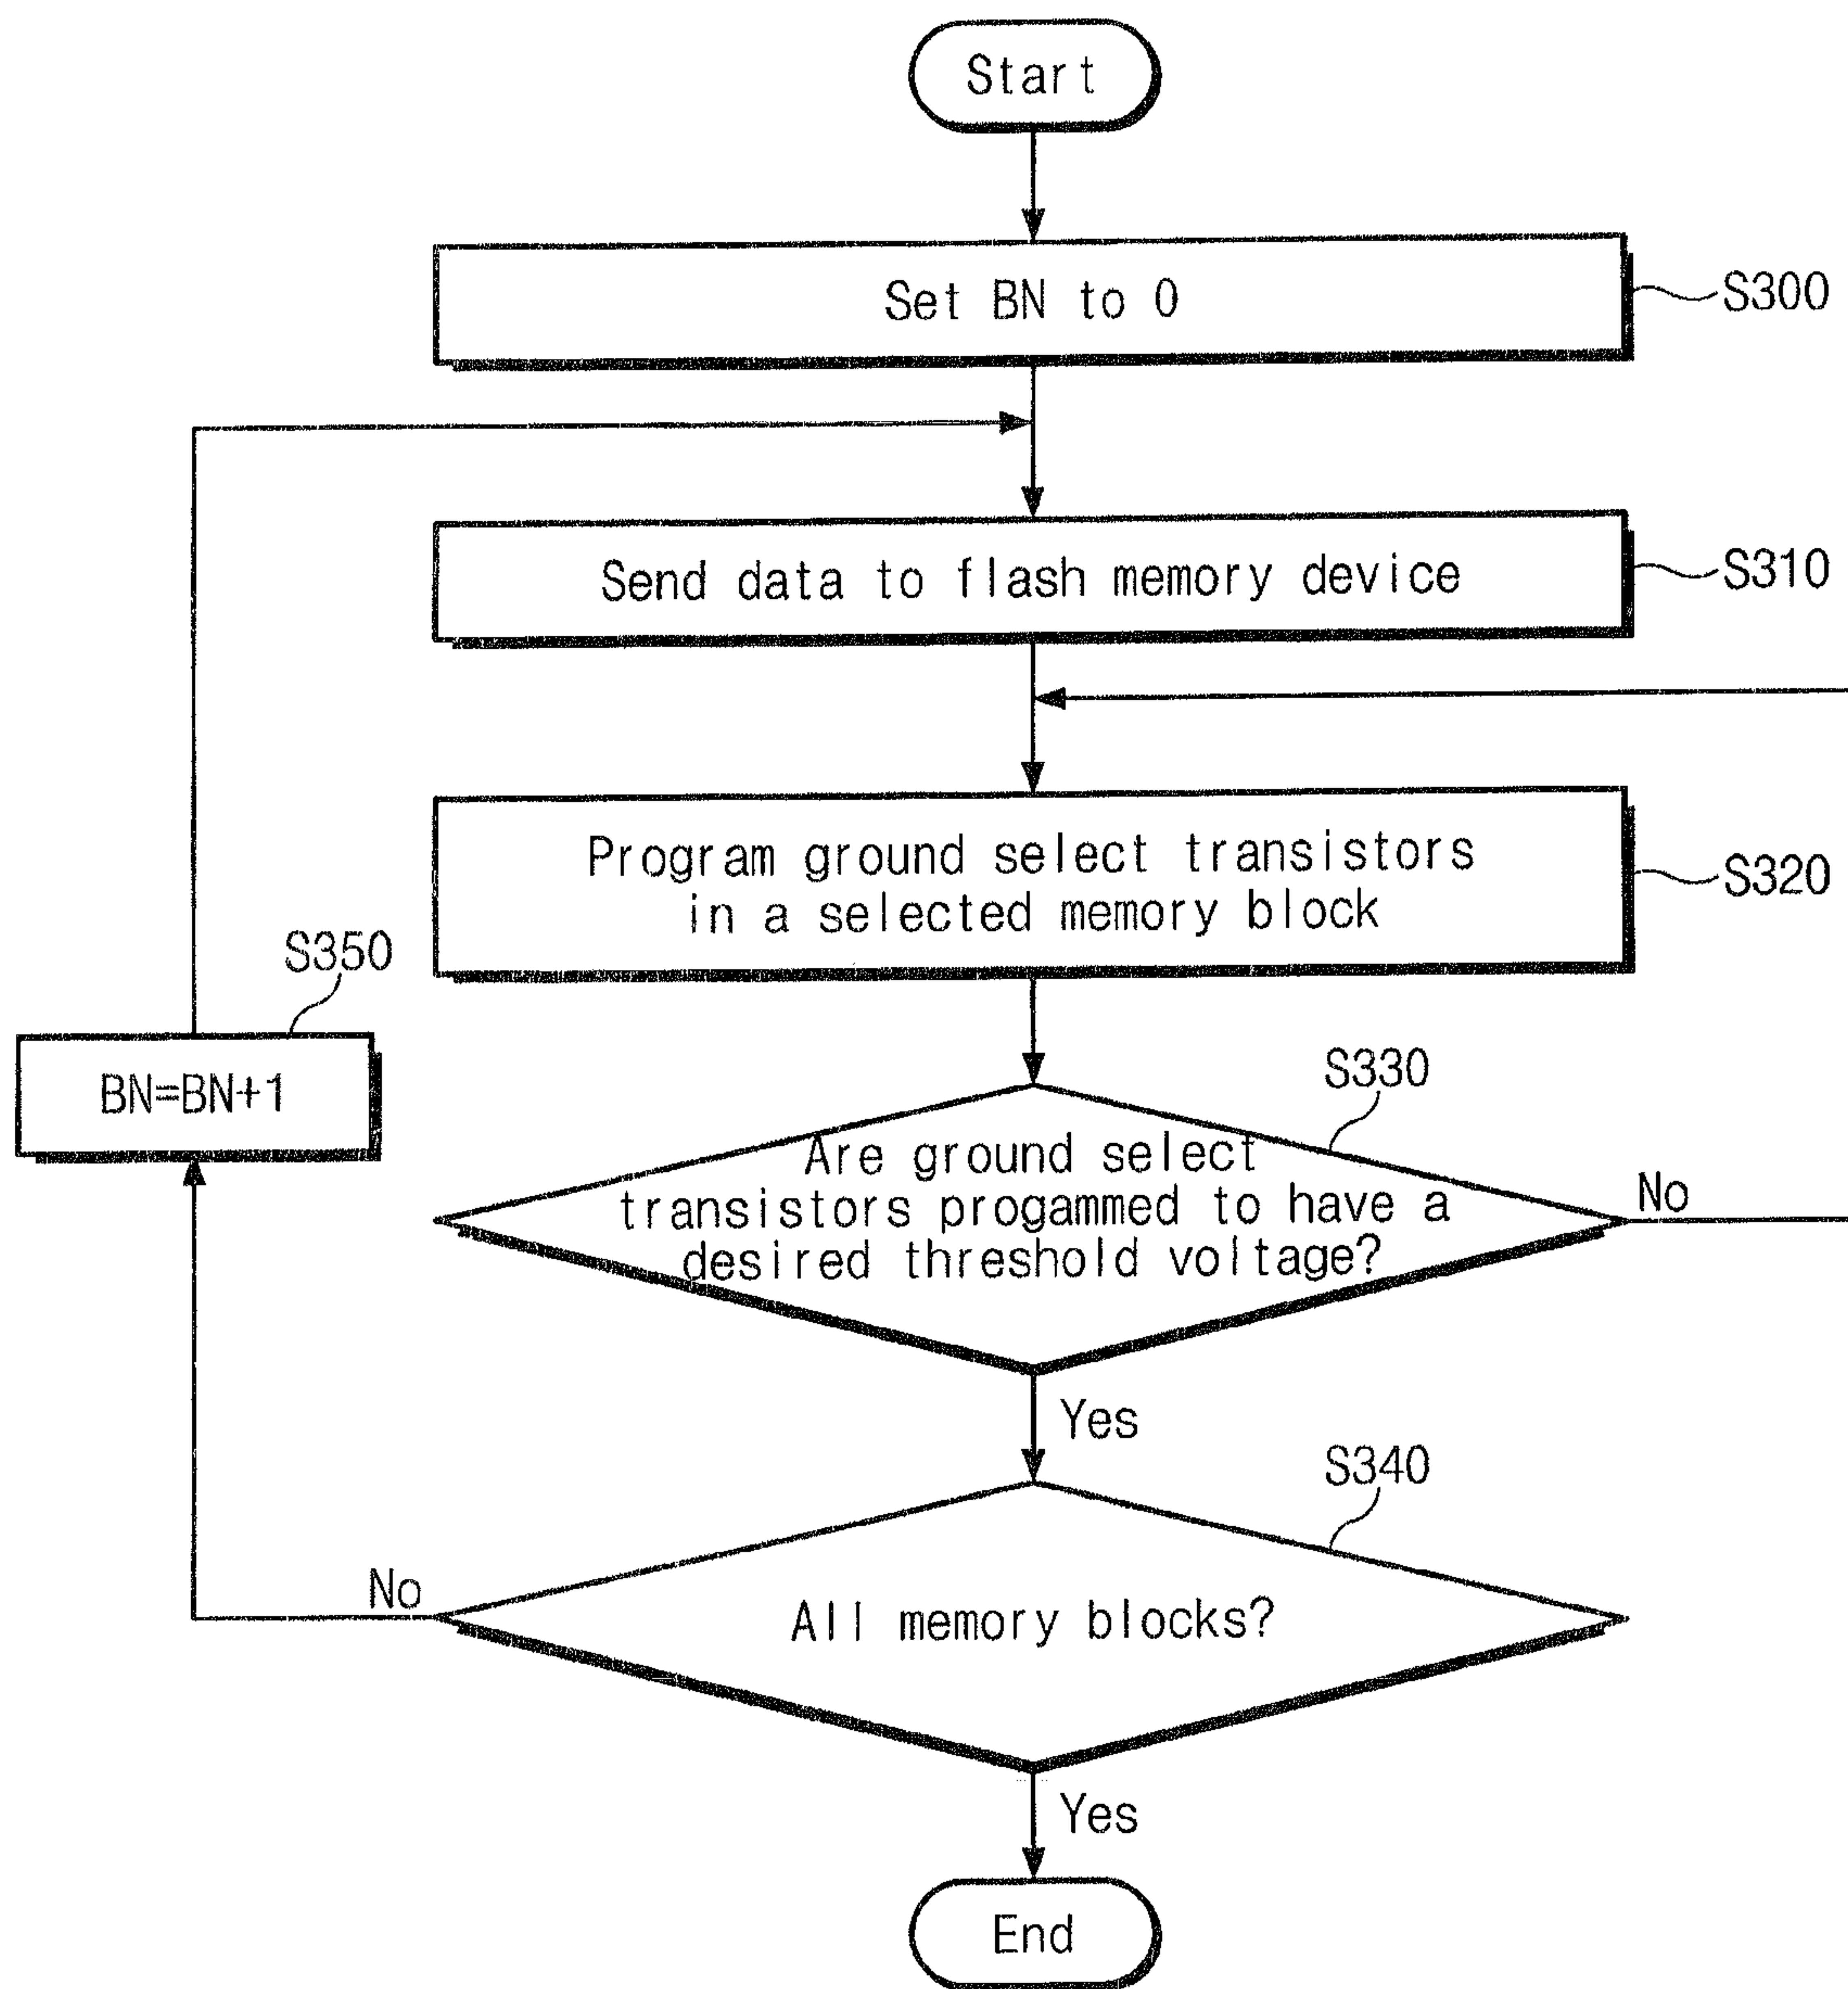 Start
Set BN to 0
S300
Send data to flash memory device
S310
Program ground select transistors
in a selected memory block
S320
S350
BN=BN+1
S330
Are ground select
transistors progammed to have a
desired threshold voltage?
No
Yes
S340
No
All memory blocks?
Yes
End